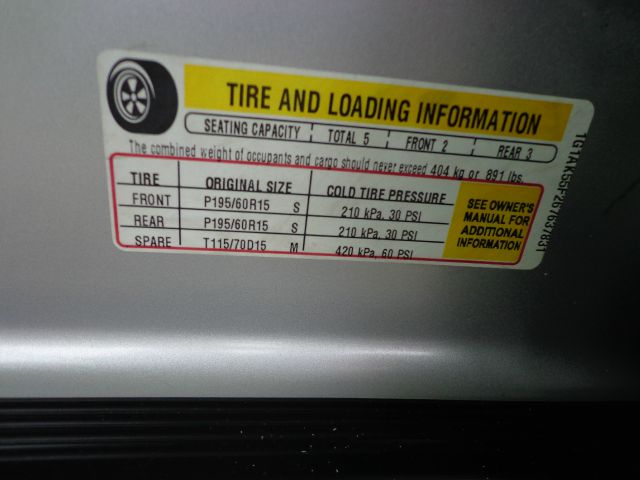 TIRE AND LOADING INFORMATION
SEATING CAPACITY TOTAL 5 FRONT 2 REAR 3
The combined weight of occupants and cargo should never exceed 404 kg or 891 lbs.
TIRE ORIGINAL SIZE COLD TIRE PRESSURE
FRONT P195/60R15 S 210 kPa, 30 PSI
REAR P195/60R15 S 210 kPa, 30 PSI
SPARE T115/70D15 M 420 kPa, 60 PSI
SEE OWNER'S
MANUAL FOR
ADDITIONAL
INFORMATION